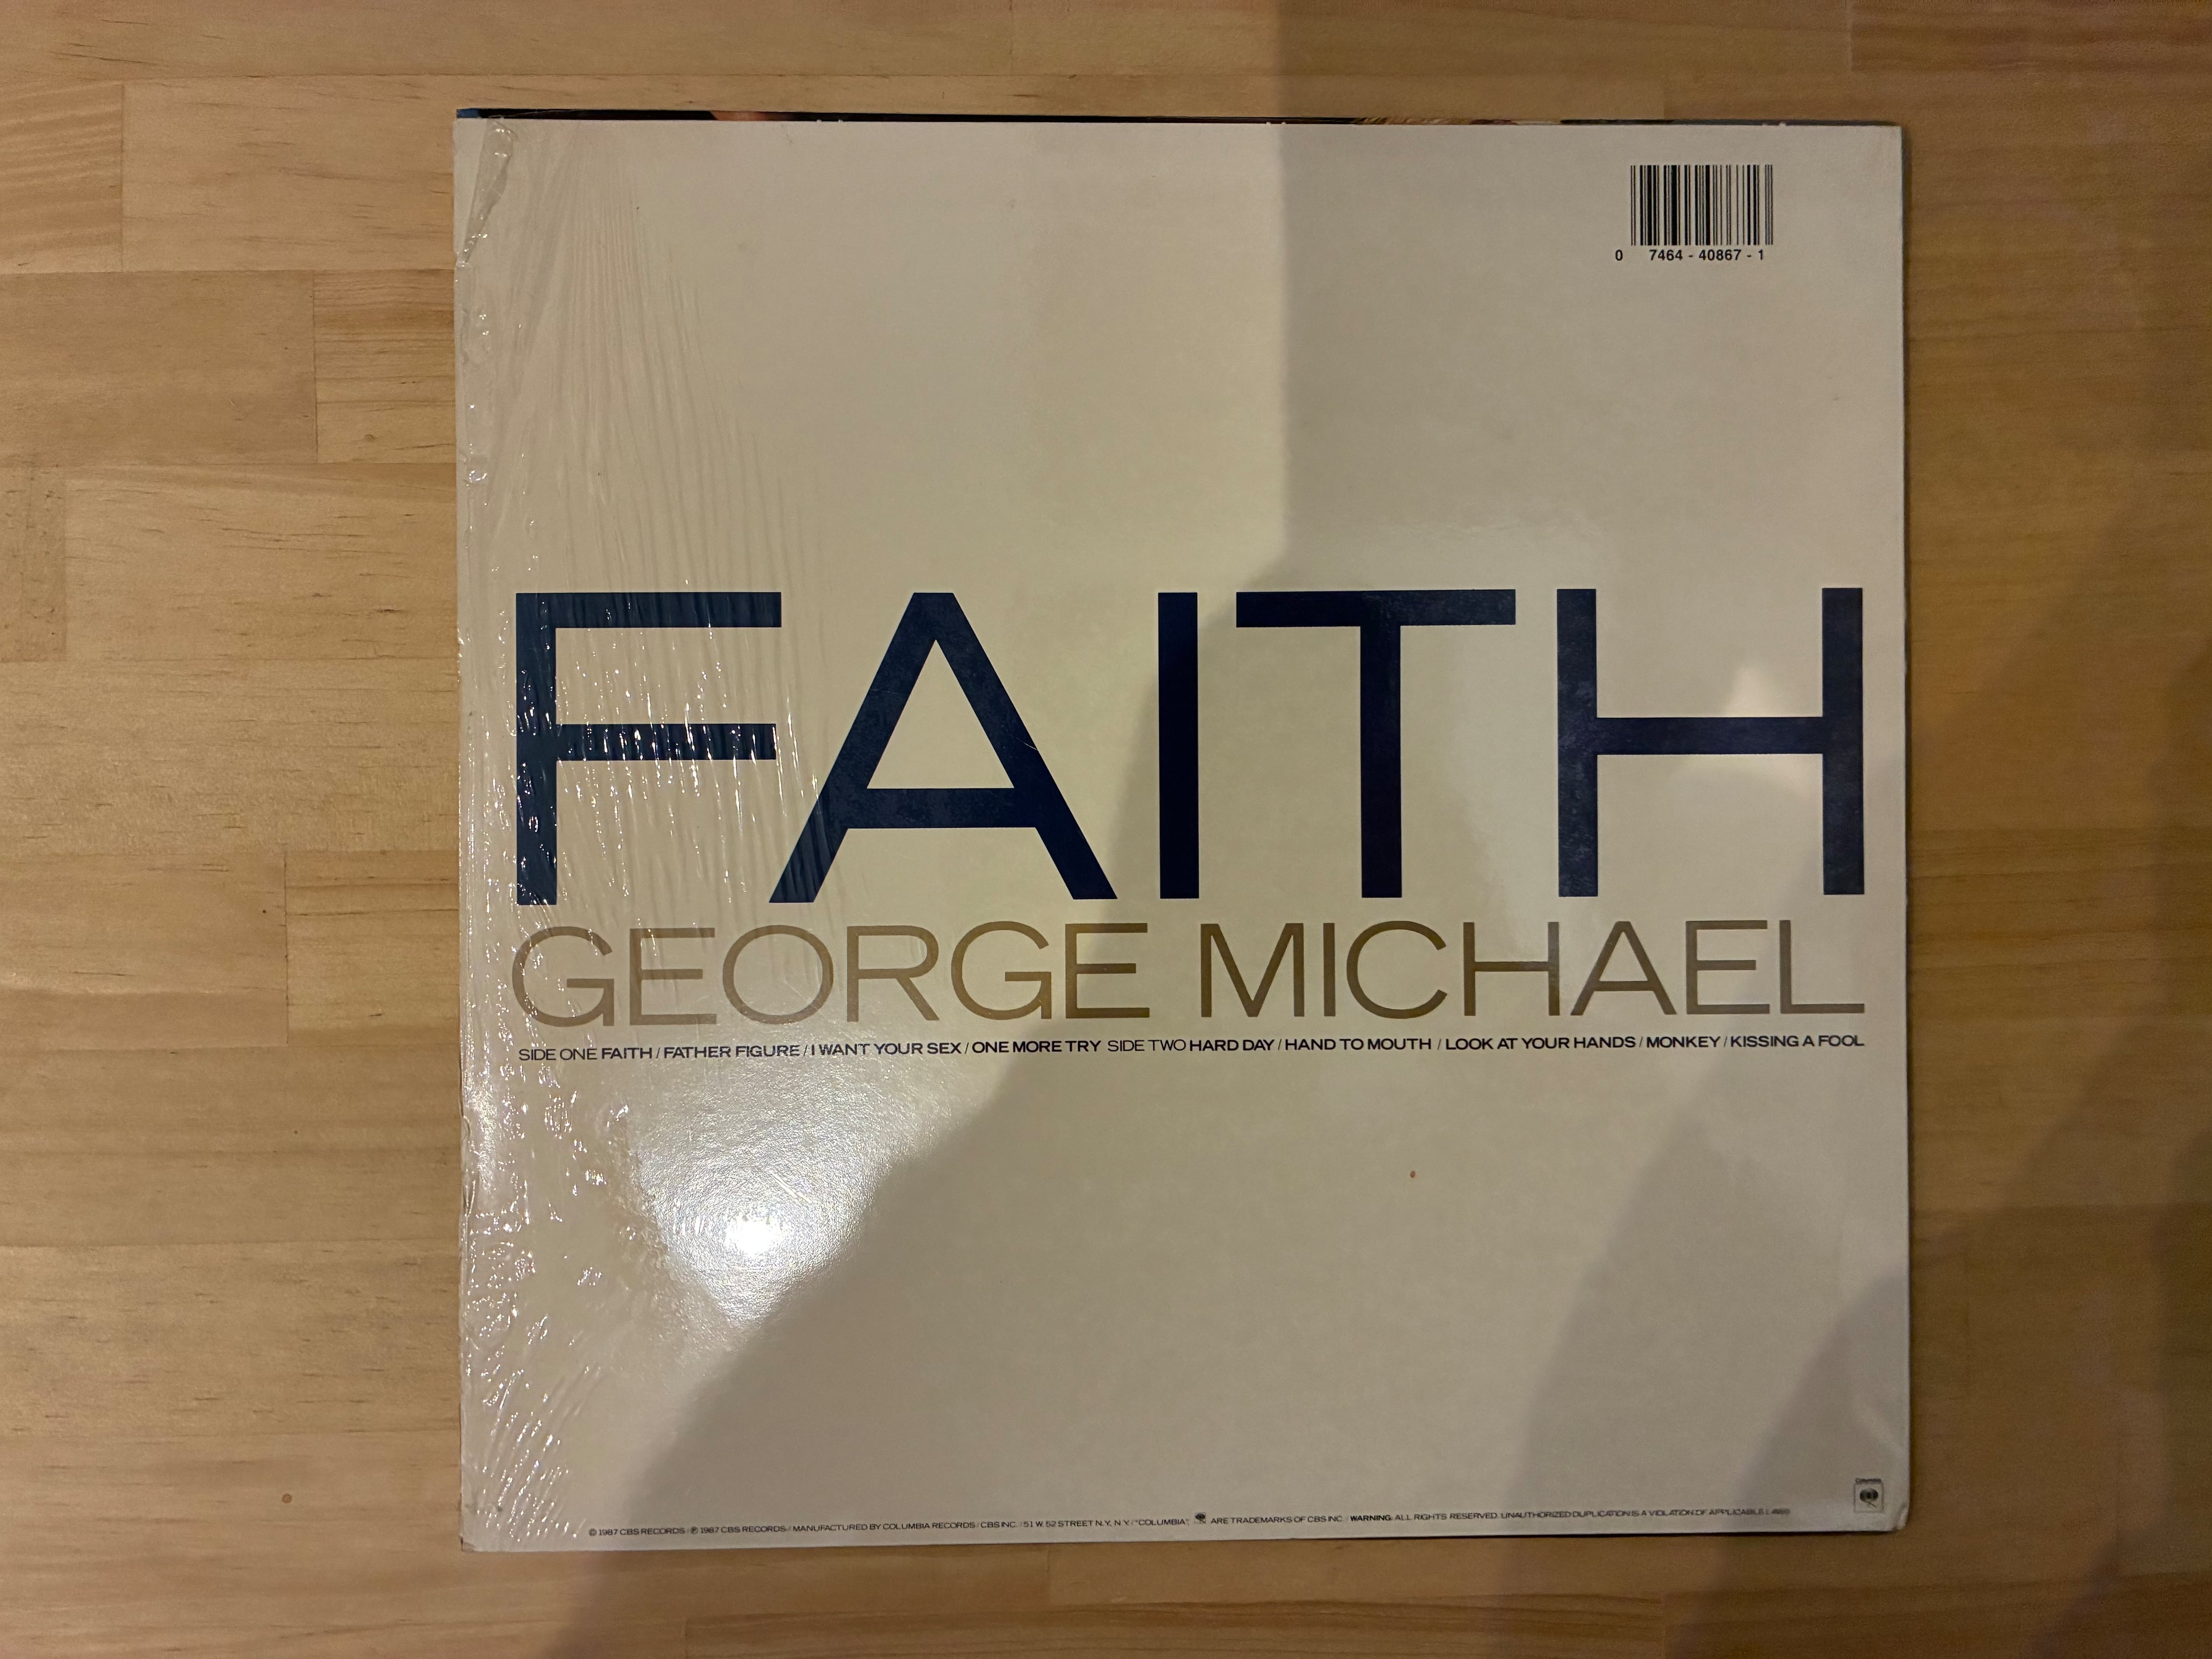 0 7464 - 40867 - 1
FAITH
GEORGE MICHAEL
SIDE ONE FAITH / FATHER FIGURE / I WANT YOUR SEX / ONE MORE TRY SIDE TWO HARD DAY / HAND TO MOUTH / LOOK AT YOUR HANDS / MONKEY / KISSING A FOOL
Columbia
© 1987 CBS RECORDS / ℗ 1987 CBS RECORDS / MANUFACTURED BY COLUMBIA RECORDS / CBS INC. / 51 W. 52 STREET N.Y., N.Y. / "COLUMBIA", ARE TRADEMARKS OF CBS INC. / WARNING: ALL RIGHTS RESERVED. UNAUTHORIZED DUPLICATION IS A VIOLATION OF APPLICABLE LAWS